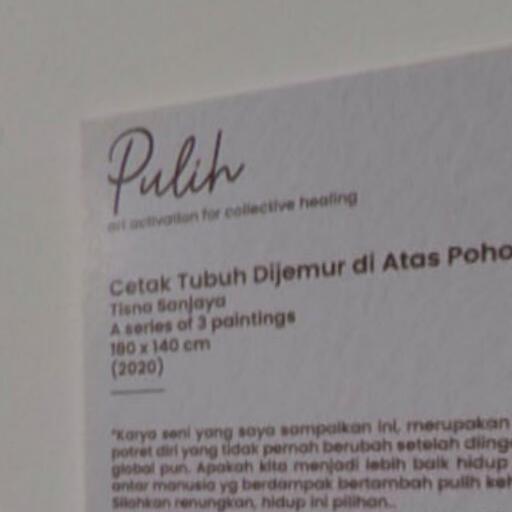 Pulih
art activation for collective healing
Cetak Tubuh Dijemur di Atas Poho
Tisna Sanjaya
A series of 3 paintings
180 x 140 cm
(2020)
"Karya seni yang saya sampaikan ini, merupakan
potret diri yang tidak pernah berubah setelah diing
global pun. Apakah kita menjadi lebih baik hidup
antar manusia yg berdampak bertambah pulih keh
Silahkan renungkan, hidup ini pilihan..